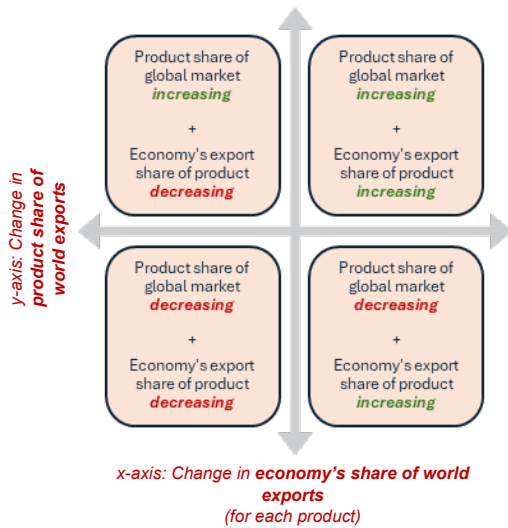 Product share of
global market
increasing
+
Economy's export
share of product
decreasing
Product share of
global market
increasing
+
Economy's export
share of product
increasing
y-axis: Change in
product share of
world exports
Product share of
global market
decreasing
+
Economy's export
share of product
decreasing
Product share of
global market
decreasing
+
Economy's export
share of product
increasing
x-axis: Change in economy's share of world
exports
(for each product)